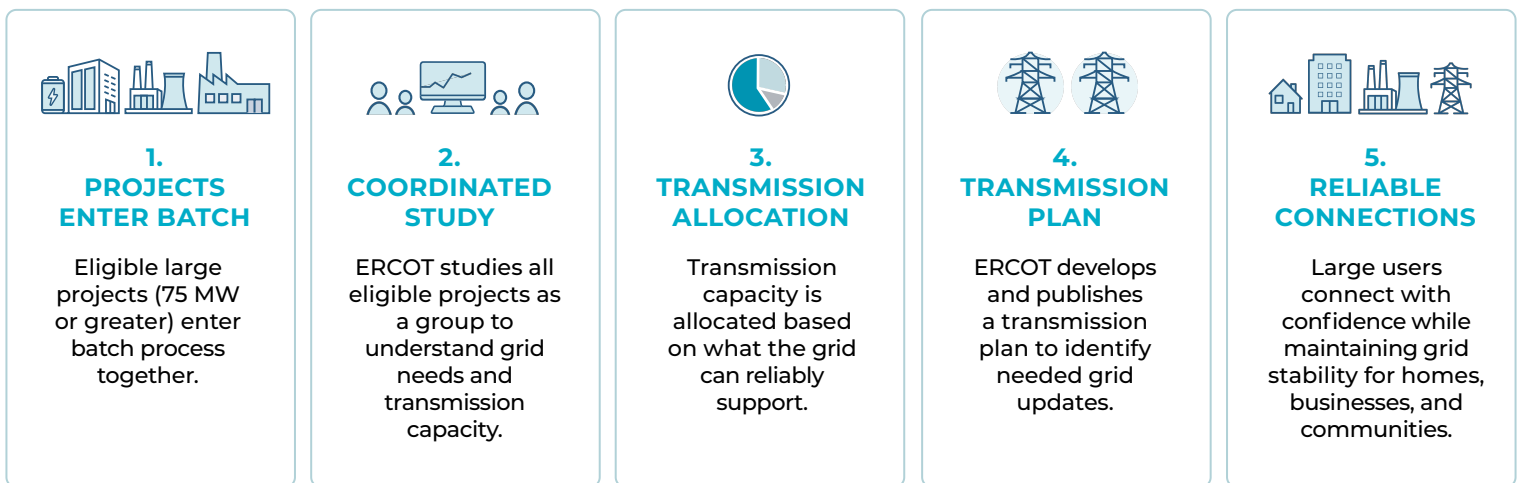 1.
PROJECTS
ENTER BATCH
Eligible large
projects (75 MW
or greater) enter
batch process
together.
2.
COORDINATED
STUDY
ERCOT studies all
eligible projects as
a group to
understand grid
needs and
transmission
capacity.
3.
TRANSMISSION
ALLOCATION
Transmission
capacity is
allocated based
on what the grid
can reliably
support.
4.
TRANSMISSION
PLAN
ERCOT develops
and publishes
a transmission
plan to identify
needed grid
updates.
5.
RELIABLE
CONNECTIONS
Large users
connect with
confidence while
maintaining grid
stability for homes,
businesses, and
communities.